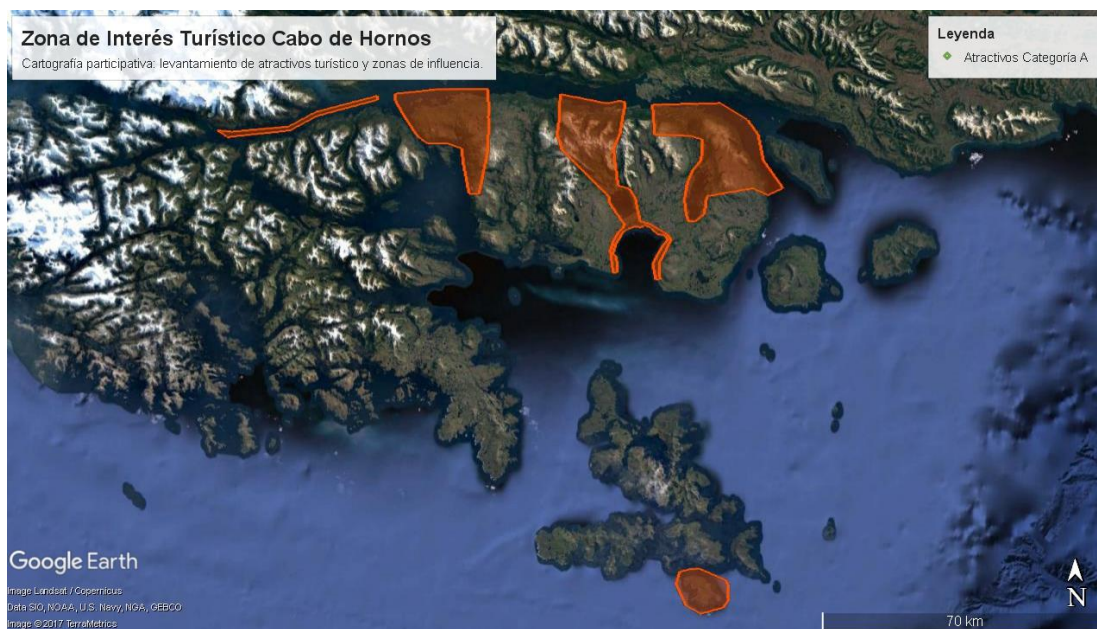 Zona de Interés Turístico Cabo de Hornos
Cartografía participativa: levantamiento de atractivos turístico y zonas de influencia.
Leyenda
Atractivos Categoría A
Google Earth
Image Landsat / Copernicus
Data SIO, NOAA, U.S. Navy, NGA, GEBCO
Image © 2017 TerraMetrics
N
70 km